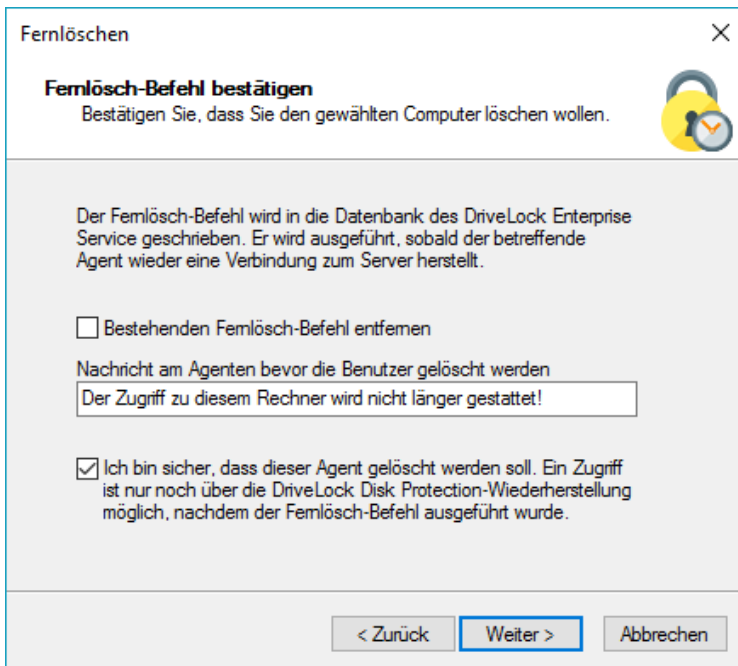 Fernlöschen
Fernlösch-Befehl bestätigen
Bestätigen Sie, dass Sie den gewählten Computer löschen wollen.
Der Fernlösch-Befehl wird in die Datenbank des DriveLock Enterprise
Service geschrieben. Er wird ausgeführt, sobald der betreffende
Agent wieder eine Verbindung zum Server herstellt.
Bestehenden Fernlösch-Befehl entfernen
Nachricht am Agenten bevor die Benutzer gelöscht werden
Der Zugriff zu diesem Rechner wird nicht länger gestattet!
Ich bin sicher, dass dieser Agent gelöscht werden soll. Ein Zugriff
ist nur noch über die DriveLock Disk Protection-Wiederherstellung
möglich, nachdem der Fernlösch-Befehl ausgeführt wurde.
< Zurück Weiter > Abbrechen